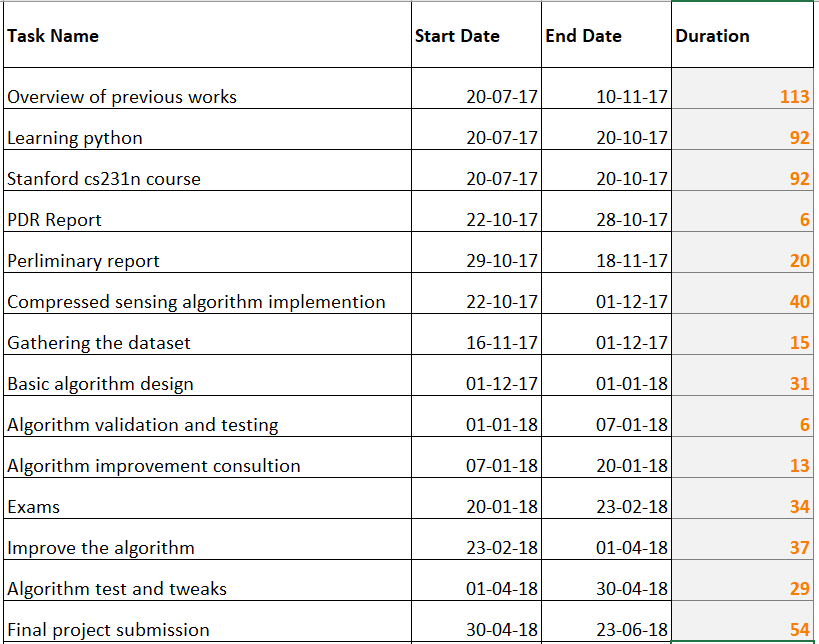 Task Name Start Date End Date Duration
Overview of previous works 20-07-17 10-11-17 113
Learning python 20-07-17 20-10-17 92
Stanford cs231n course 20-07-17 20-10-17 92
PDR Report 22-10-17 28-10-17 6
Perliminary report 29-10-17 18-11-17 20
Compressed sensing algorithm implemention 22-10-17 01-12-17 40
Gathering the dataset 16-11-17 01-12-17 15
Basic algorithm design 01-12-17 01-01-18 31
Algorithm validation and testing 01-01-18 07-01-18 6
Algorithm improvement consultion 07-01-18 20-01-18 13
Exams 20-01-18 23-02-18 34
Improve the algorithm 23-02-18 01-04-18 37
Algorithm test and tweaks 01-04-18 30-04-18 29
Final project submission 30-04-18 23-06-18 54